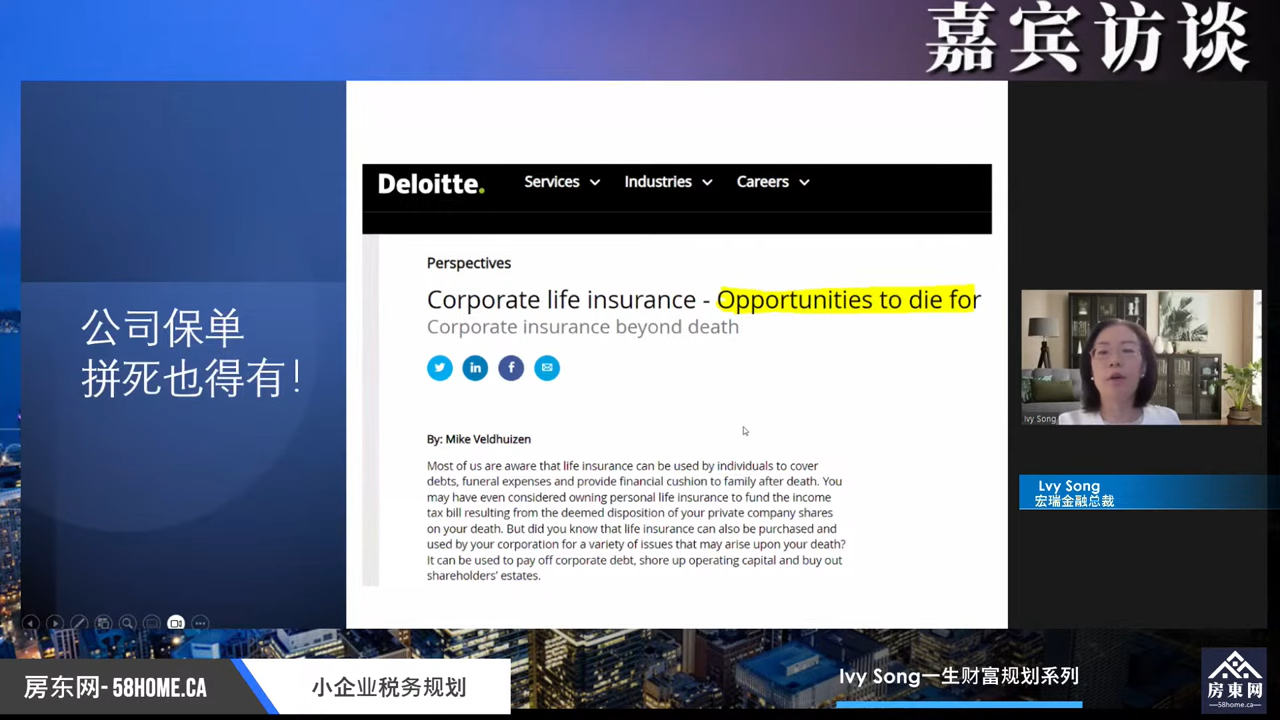 嘉宾访谈
公司保单
拼死也得有!
Deloitte.
Services
Industries
Careers
Perspectives
Corporate life insurance - Opportunities to die for
Corporate insurance beyond death
By: Mike Veldhuizen
Most of us are aware that life insurance can be used by individuals to cover
debts, funeral expenses and provide financial cushion to family after death. You
may have even considered owning personal life insurance to fund the income
tax bill resulting from the deemed disposition of your private company shares
on your death. But did you know that life insurance can also be purchased and
used by your corporation for a variety of issues that may arise upon your death?
It can be used to pay off corporate debt, shore up operating capital and buy out
shareholders' estates.
Ivy Song
Lvy Song
宏瑞金融总裁
房东网- 58HOME.CA
小企业税务规划
Ivy Song一生财富规划系列
房東网
—58home.ca—